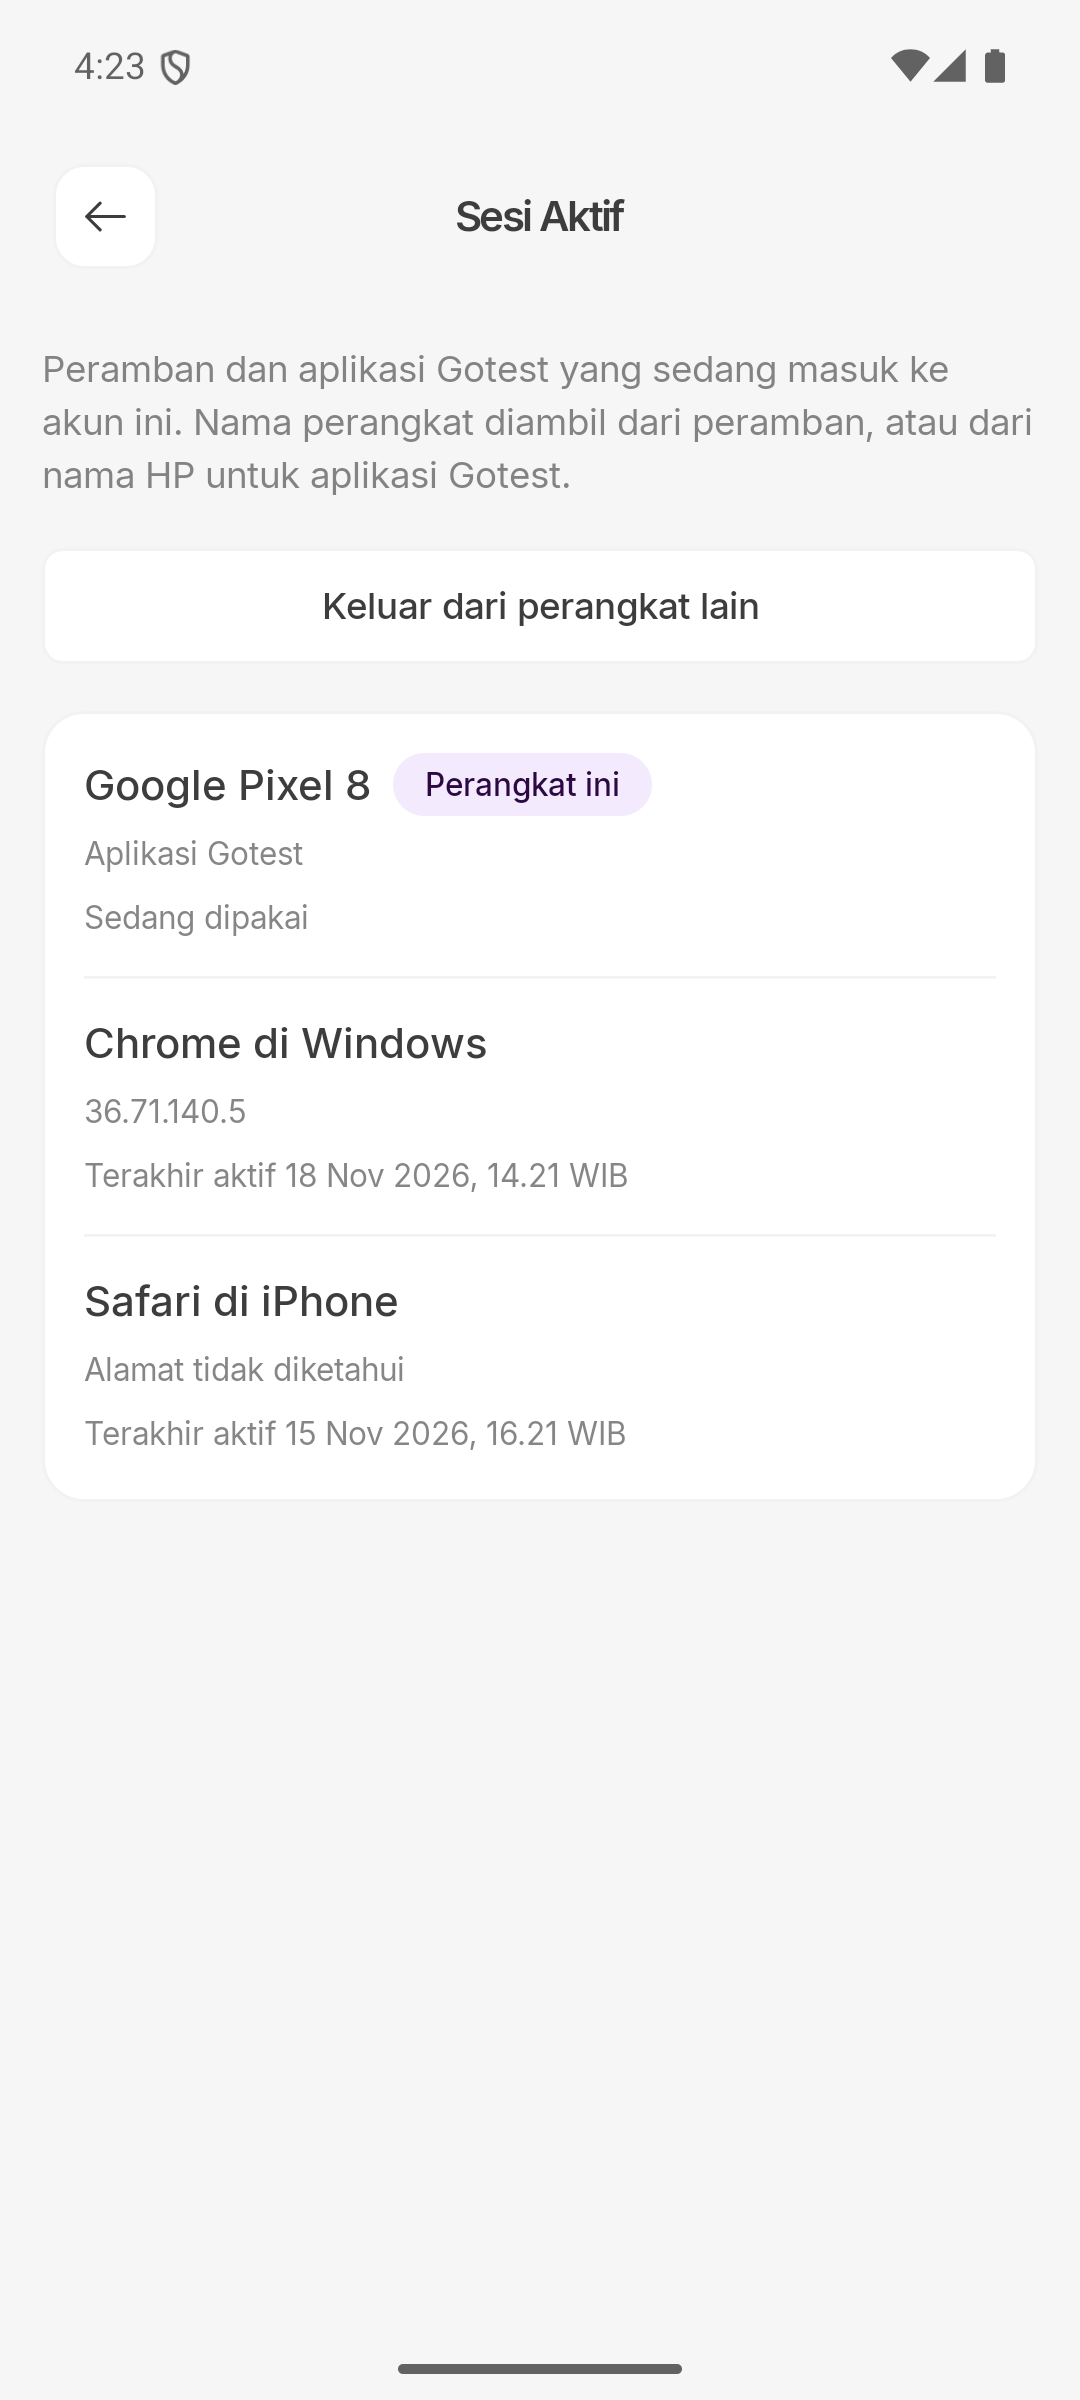 4:23
Sesi Aktif
Peramban dan aplikasi Gotest yang sedang masuk ke
akun ini. Nama perangkat diambil dari peramban, atau dari
nama HP untuk aplikasi Gotest.
Keluar dari perangkat lain
Google Pixel 8 Perangkat ini
Aplikasi Gotest
Sedang dipakai
Chrome di Windows
36.71.140.5
Terakhir aktif 18 Nov 2026, 14.21 WIB
Safari di iPhone
Alamat tidak diketahui
Terakhir aktif 15 Nov 2026, 16.21 WIB